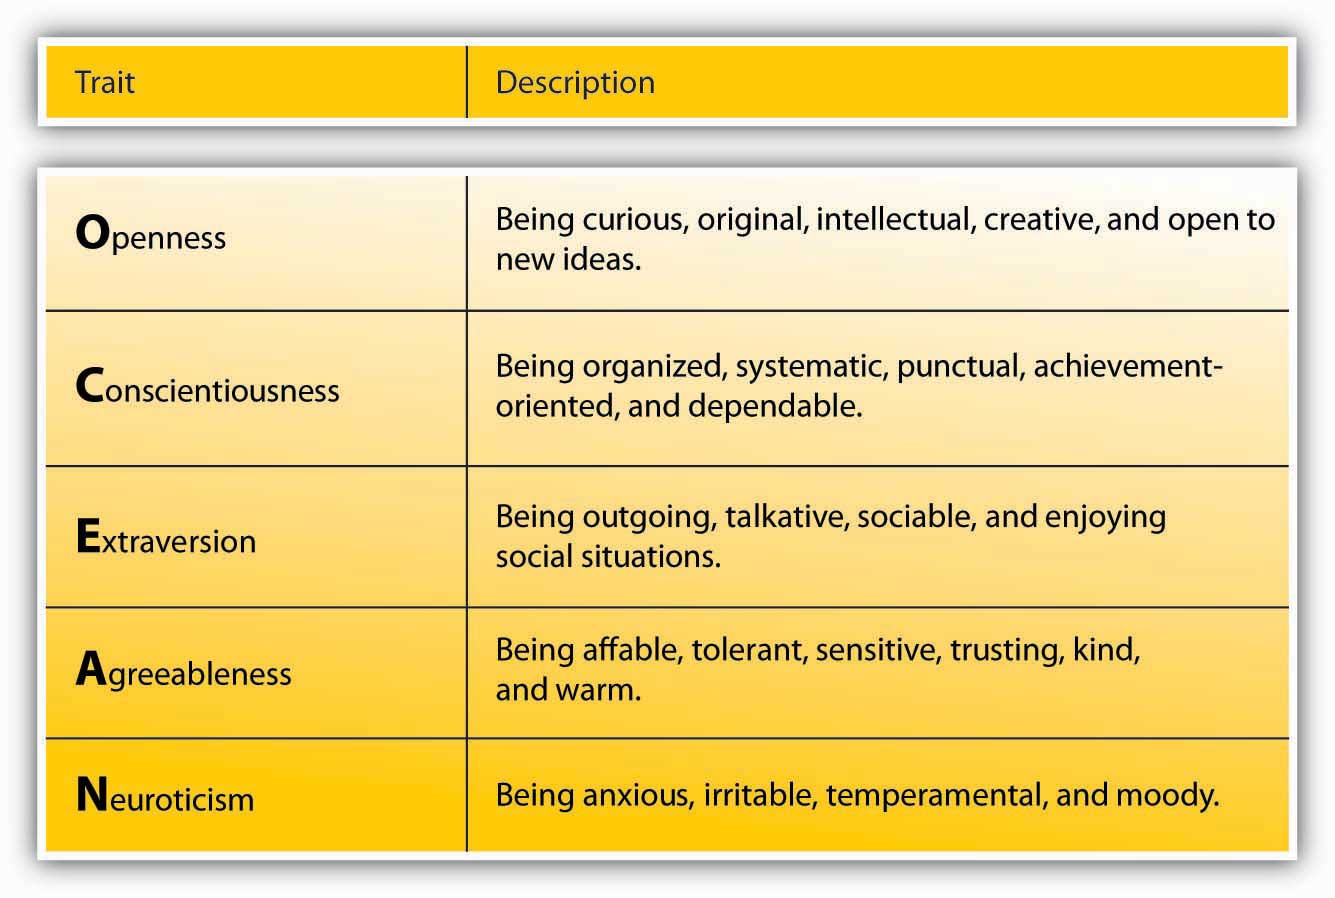 Trait
Description
Openness
Being curious, original, intellectual, creative, and open to
new ideas.
Conscientiousness
Being organized, systematic, punctual, achievement-
oriented, and dependable.
Extraversion
Being outgoing, talkative, sociable, and enjoying
social situations.
Agreeableness
Being affable, tolerant, sensitive, trusting, kind,
and warm.
Neuroticism
Being anxious, irritable, temperamental, and moody.